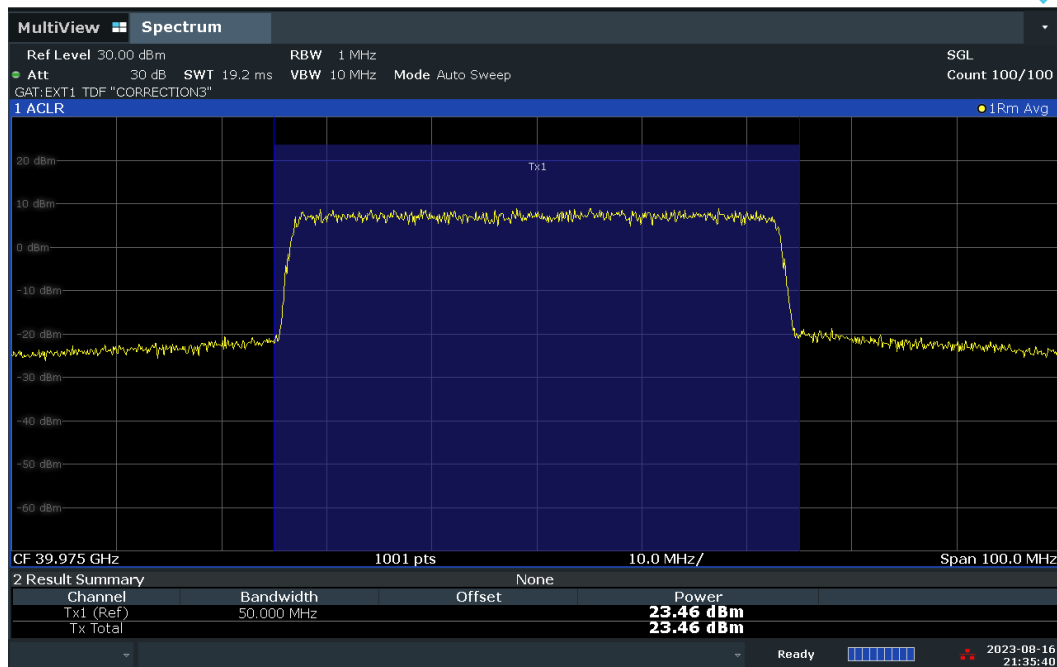 MultiView Spectrum
Ref Level 30.00 dBm RBW 1 MHz SGL
Att 30 dB SWT 19.2 ms VBW 10 MHz Mode Auto Sweep Count 100/100
GAT:EXT1 TDF "CORRECTION3"
1 ACLR 1Rm Avg
Tx1
20 dBm
10 dBm
0 dBm
-10 dBm
-20 dBm
-30 dBm
-40 dBm
-50 dBm
-60 dBm
CF 39.975 GHz 1001 pts 10.0 MHz/ Span 100.0 MHz
2 Result Summary None
Channel Bandwidth Offset Power
Tx1 (Ref) 50.000 MHz 23.46 dBm
Tx Total 23.46 dBm
Ready 2023-08-16
21:35:40